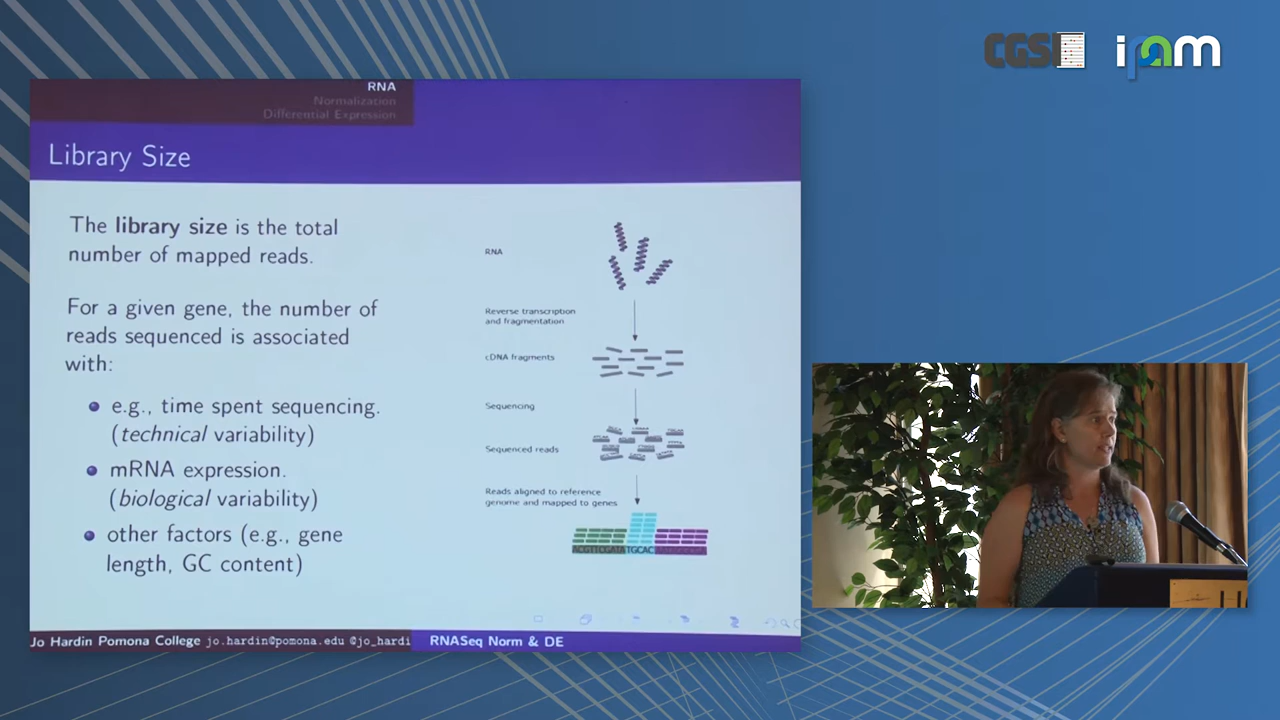 CGSI
ipam
RNA
Normalization
Differential Expression
Library Size
The library size is the total
number of mapped reads.
For a given gene, the number of
reads sequenced is associated
with:
e.g., time spent sequencing.
(technical variability)
mRNA expression.
(biological variability)
other factors (e.g., gene
length, GC content)
RNA
Reverse transcription
and fragmentation
cDNA fragments
Sequencing
Sequenced reads
Reads aligned to reference
genome and mapped to genes
Jo Hardin Pomona College jo.hardin@pomona.edu @jo_hardi
RNASeq Norm & DE